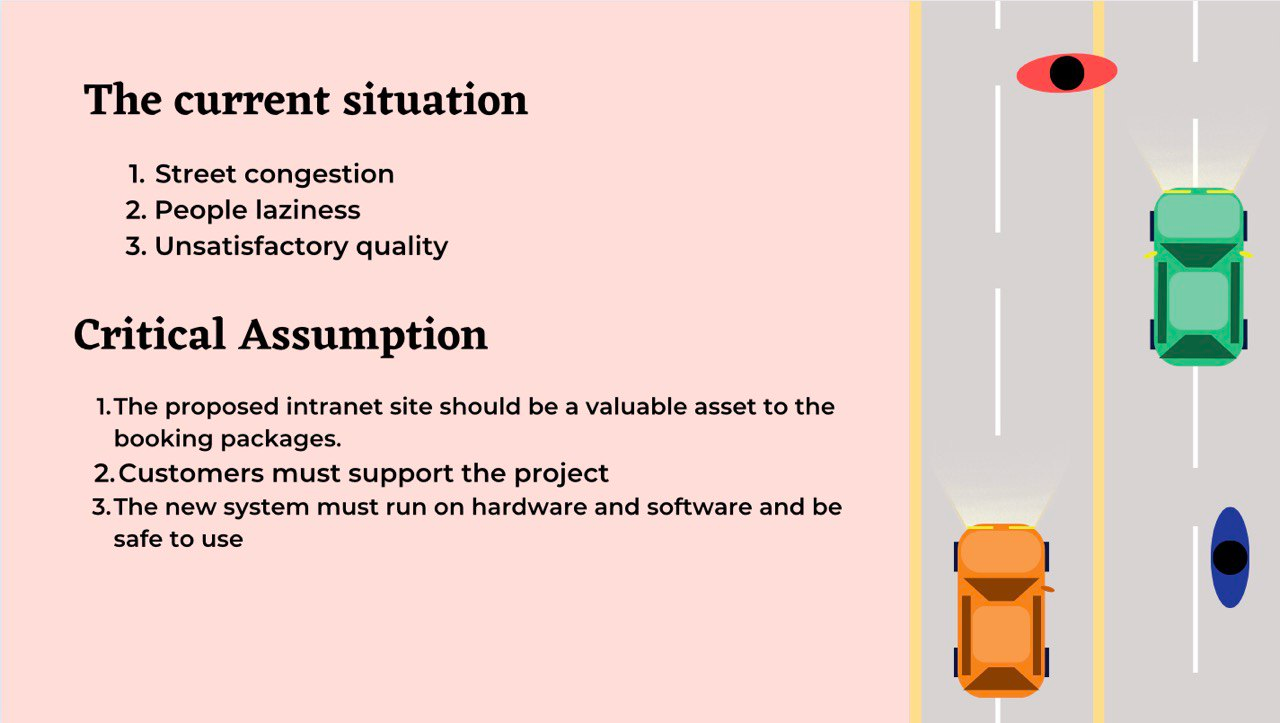 The current situation
1. Street congestion
2. People laziness
3. Unsatisfactory quality
Critical Assumption
1. The proposed intranet site should be a valuable asset to the
booking packages.
2. Customers must support the project
3. The new system must run on hardware and software and be
safe to use